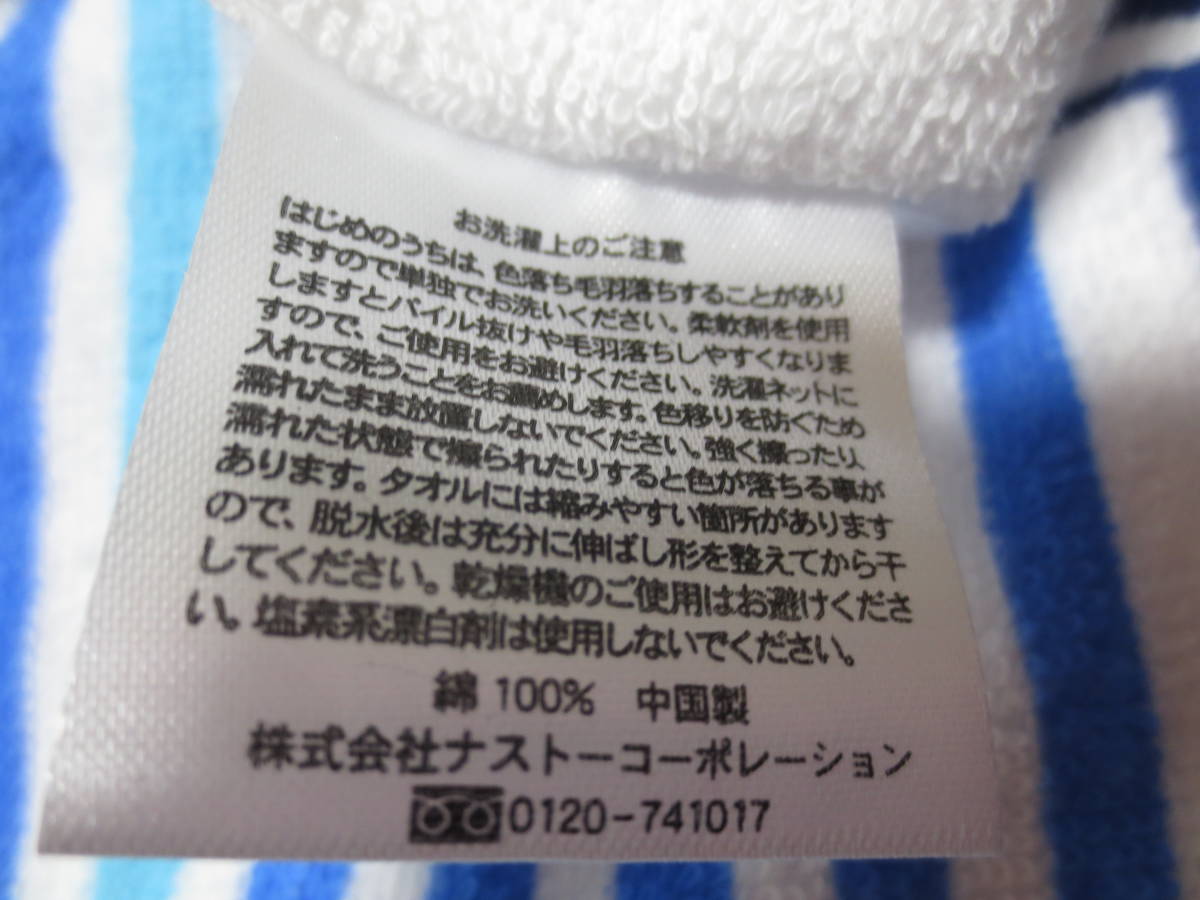 お洗濯上のご注意
はじめのうちは、色落ち毛羽落ちすることがあり
ますので単独でお洗いください。柔軟剤を使用
しますとパイル抜けや毛羽落ちしやすくなりま
すので、ご使用をお避けください。洗濯ネットに
入れて洗うことをお薦めします。色移りを防ぐため
濡れたまま放置しないでください。強く擦ったり、
濡れた状態で擦られたりすると色が落ちる事が
あります。タオルには縮みやすい箇所があります
ので、脱水後は充分に伸ばし形を整えてから干
してください。乾燥機のご使用はお避けくださ
い。塩素系漂白剤は使用しないでください。
綿 100% 中国製
株式会社ナストーコーポレーション
0120-741017